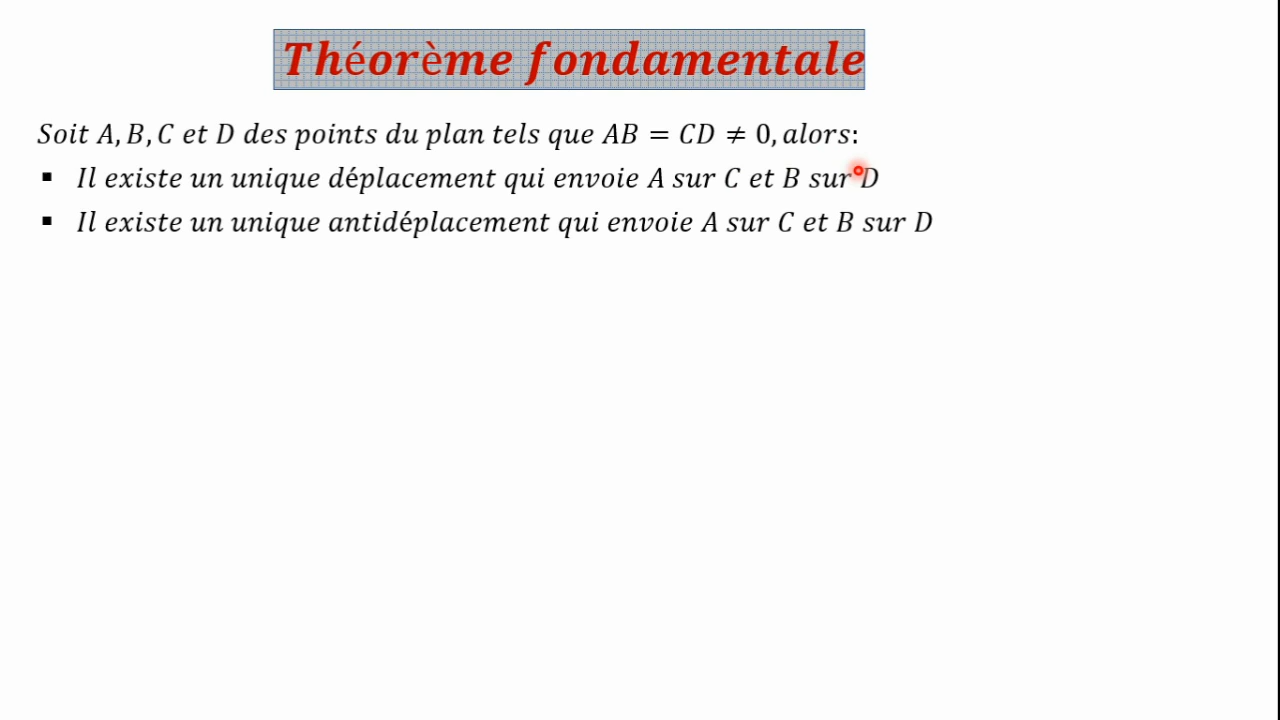 Théorème fondamentale
Soit A, B, C et D des points du plan tels que AB = CD ≠ 0, alors:
▪ Il existe un unique déplacement qui envoie A sur C et B sur D
▪ Il existe un unique antidéplacement qui envoie A sur C et B sur D